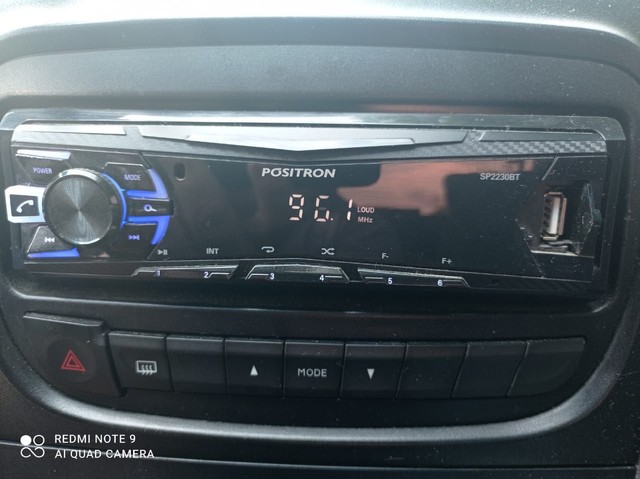 POSITRON
SP2230BT
POWER
MODE
96.1 LOUD
MHz
INT
F-
F+
1
2
3
4
5
6
MODE
REDMI NOTE 9
AI QUAD CAMERA